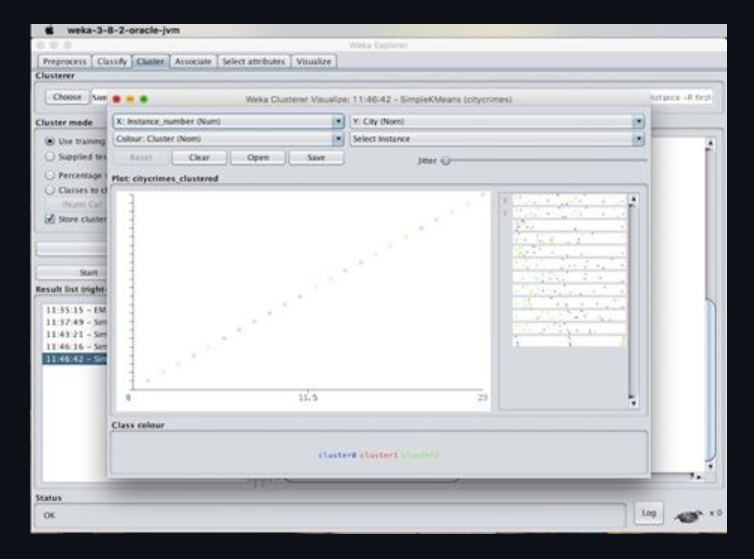 weka-3-8-2-oracle-jvm
Weka Explorer
Preprocess Classify Cluster Associate Select attributes Visualize
Clusterer
Choose Sim
instance -R first-
Weka Clusterer Visualize: 11:46:42 - SimpleKMeans (citycrimes)
Cluster mode
X: Instance_number (Num) Y: City (Nom)
Use training
Colour: Cluster (Nom) Select Instance
Supplied tes
Reset Clear Open Save Jitter
Percentage
Plot: citycrimes_clustered
Classes to cl
(Num) Car
Store cluster
X
Y
Start
Result list (right-
11:35:15 - EM
11:37:49 - Sim
11:43:21 - Sim
11:46:16 - Sim
11:46:42 - Sim
0 11.5 23
Class colour
cluster0 cluster1 cluster2
Status
OK
Log x 0